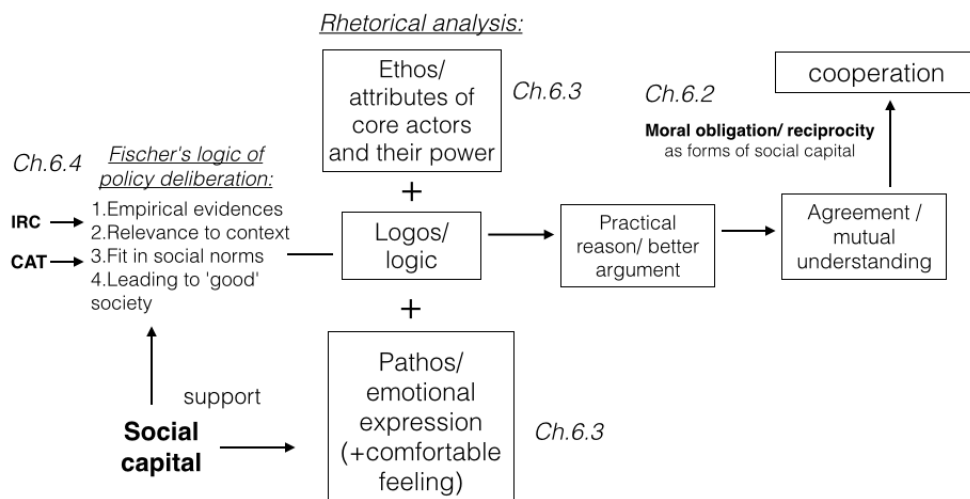 Rhetorical analysis:
Ethos/
attributes of
core actors
and their power
Ch.6.3
Ch.6.2
cooperation
Moral obligation/ reciprocity
as forms of social capital
Ch.6.4
Fischer's logic of
policy deliberation:
IRC
CAT
1.Empirical evidences
2.Relevance to context
3.Fit in social norms
4.Leading to 'good'
society
+
Logos/
logic
Practical
reason/ better
argument
Agreement /
mutual
understanding
+
Pathos/
emotional
expression
(+comfortable
feeling)
Ch.6.3
support
Social
capital